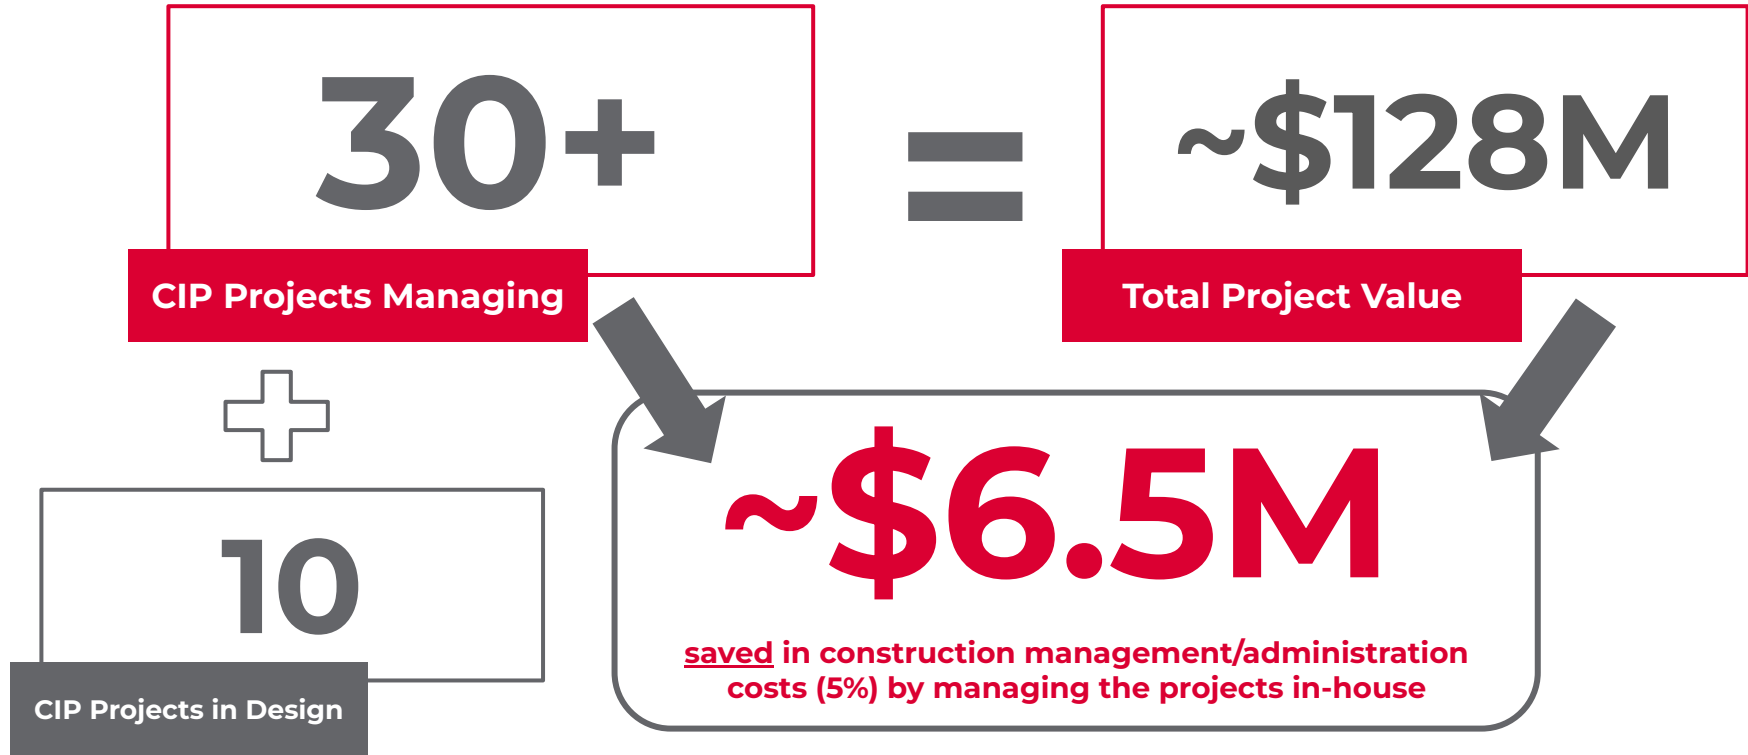 30+
CIP Projects Managing
=
~$128M
Total Project Value
10
CIP Projects in Design
~$6.5M
saved in construction management/administration
costs (5%) by managing the projects in-house